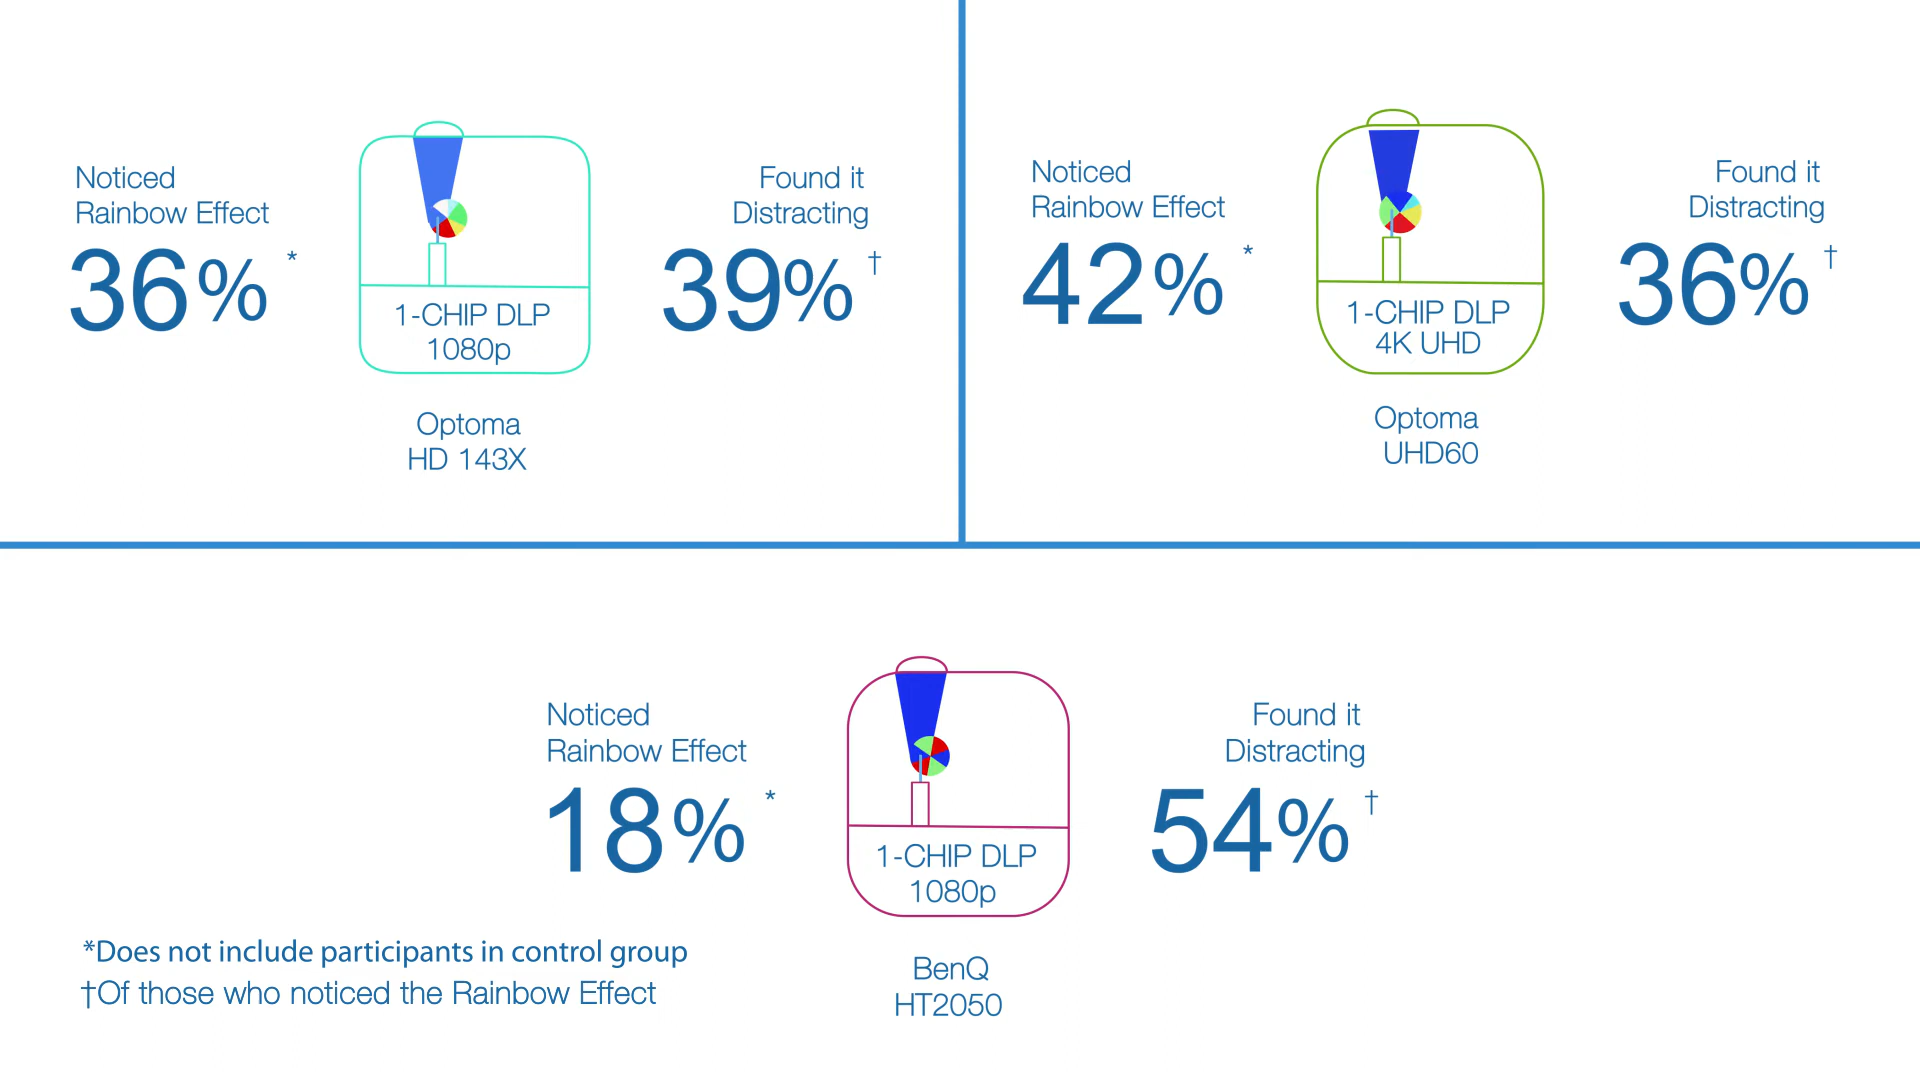 Noticed
Rainbow Effect
36% *
1-CHIP DLP
1080p
Found it
Distracting
39% †
Optoma
HD 143X
Noticed
Rainbow Effect
42% *
1-CHIP DLP
4K UHD
Found it
Distracting
36% †
Optoma
UHD60
Noticed
Rainbow Effect
18% *
1-CHIP DLP
1080p
Found it
Distracting
54% †
BenQ
HT2050
*Does not include participants in control group
†Of those who noticed the Rainbow Effect